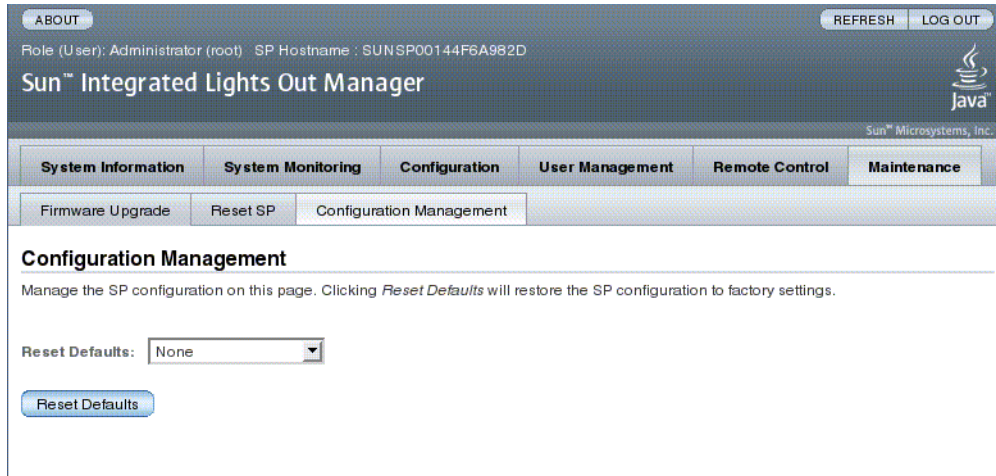 ABOUT
REFRESH LOG OUT
Role (User): Administrator (root) SP Hostname : SUNSP00144F6A982D
Sun™ Integrated Lights Out Manager
Java™
Sun™ Microsystems, Inc.
System Information System Monitoring Configuration User Management Remote Control Maintenance
Firmware Upgrade Reset SP Configuration Management
Configuration Management
Manage the SP configuration on this page. Clicking Reset Defaults will restore the SP configuration to factory settings.
Reset Defaults: None
Reset Defaults